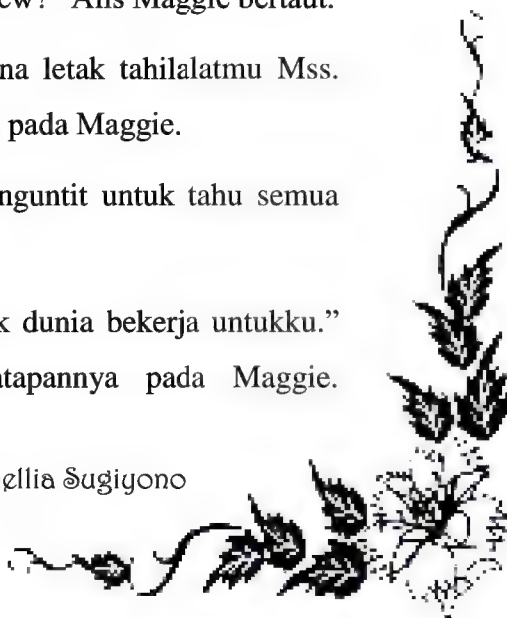 ew?" Alis Maggie bertaut.
na letak tahilalatmu Mss.
pada Maggie.
nguntit untuk tahu semua
k dunia bekerja untukku."
atapannya pada Maggie.
ellia Sugiyono